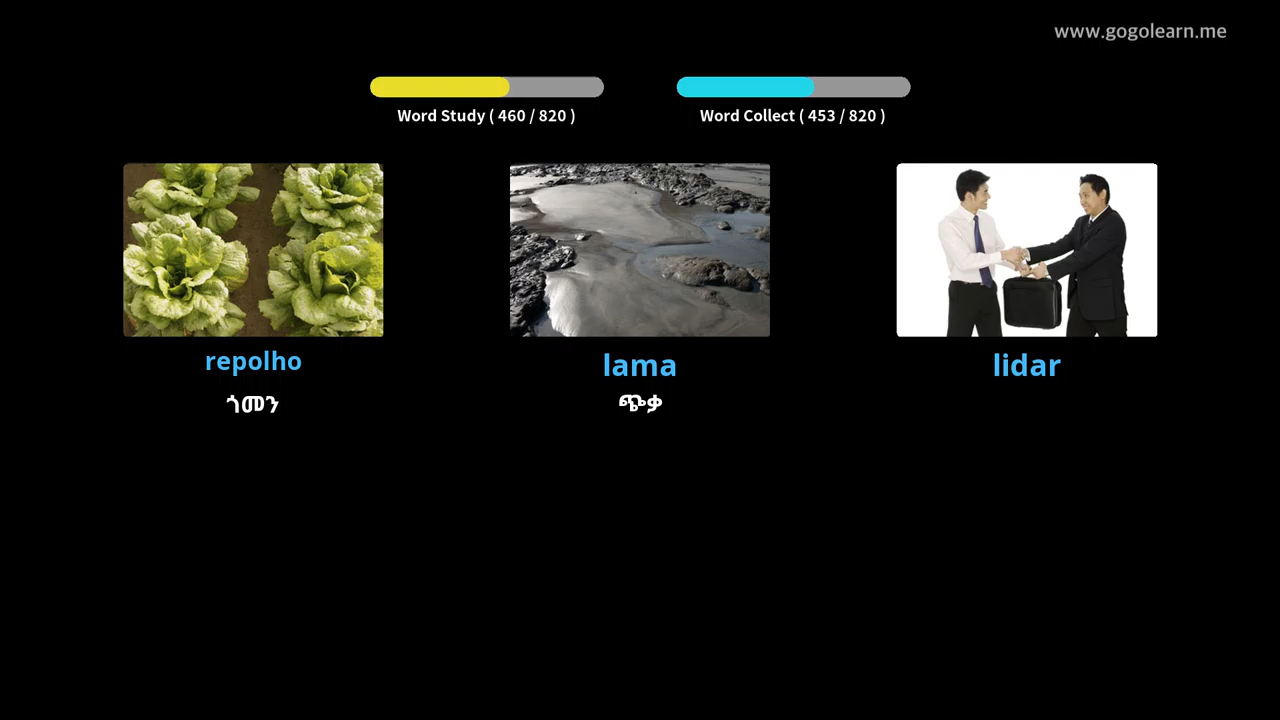 www.gogolearn.me
Word Study ( 460 / 820 )
Word Collect ( 453 / 820 )
repolho
lama
lidar
ጎመን
ጭቃ